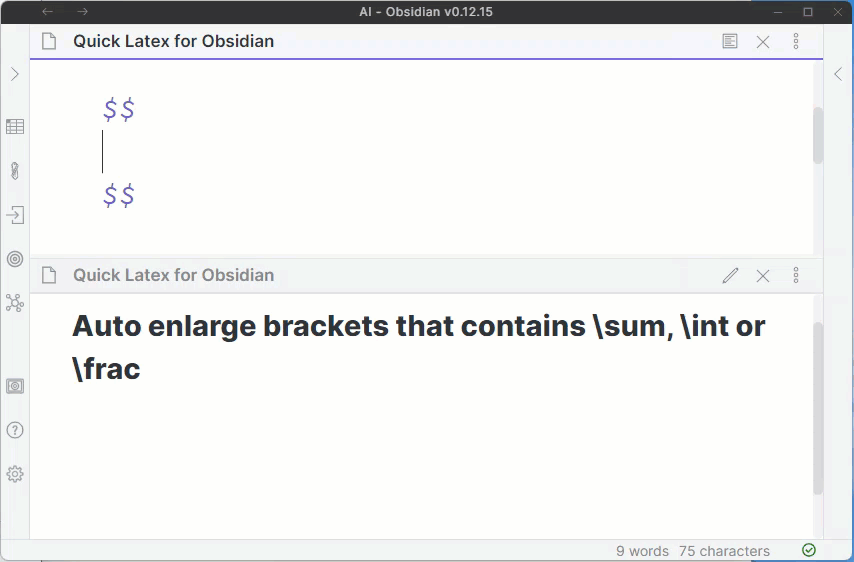 AI - Obsidian v0.12.15
Quick Latex for Obsidian
$$
$$
Quick Latex for Obsidian
Auto enlarge brackets that contains \sum, \int or
\frac
9 words 75 characters